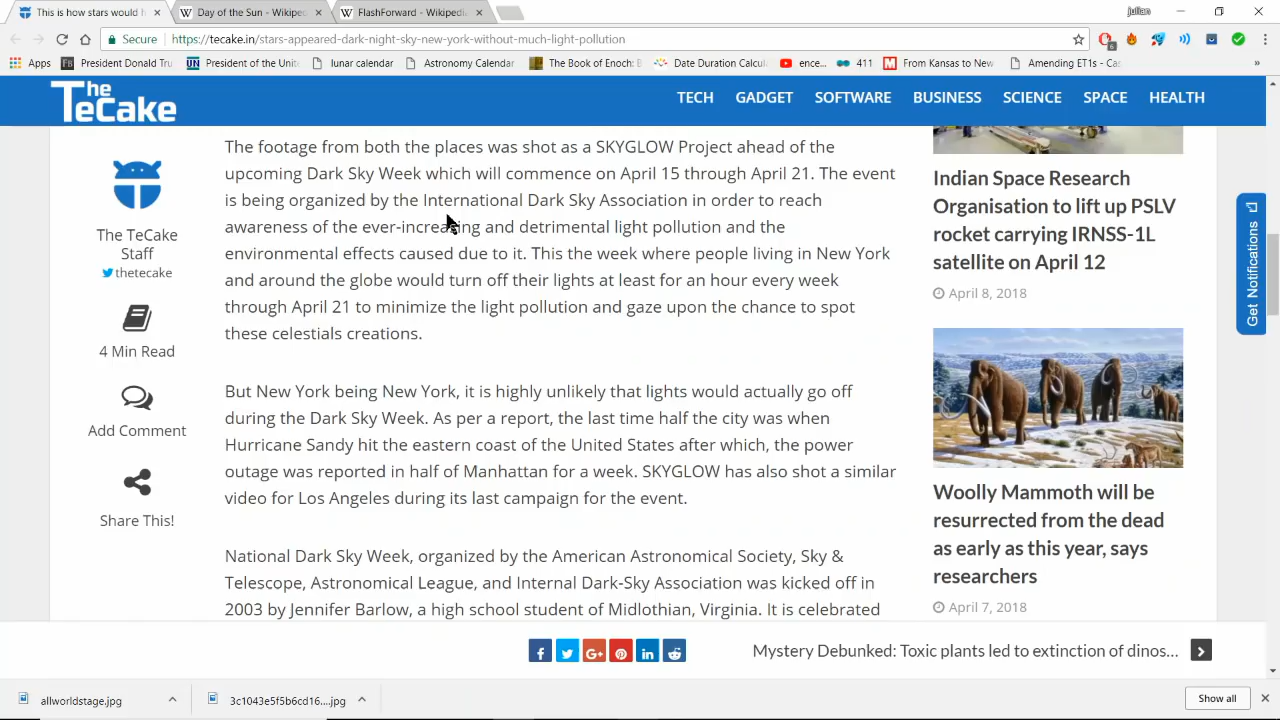 This is how stars would h
Day of the Sun - Wikiped
FlashForward - Wikipedi
julian
Secure
https://tecake.in/stars-appeared-dark-night-sky-new-york-without-much-light-pollution
6
Apps
President Donald Tru
President of the Unit
lunar calendar
Astronomy Calendar
The Book of Enoch: B
Date Duration Calcul
ence...
411
From Kansas to New
Amending ET1s - Cas
»
The TeCake
TECH
GADGET
SOFTWARE
BUSINESS
SCIENCE
SPACE
HEALTH
The TeCake
Staff
thetecake
4 Min Read
Add Comment
Share This!
The footage from both the places was shot as a SKYGLOW Project ahead of the
upcoming Dark Sky Week which will commence on April 15 through April 21. The event
is being organized by the International Dark Sky Association in order to reach
awareness of the ever-increasing and detrimental light pollution and the
environmental effects caused due to it. This the week where people living in New York
and around the globe would turn off their lights at least for an hour every week
through April 21 to minimize the light pollution and gaze upon the chance to spot
these celestials creations.
But New York being New York, it is highly unlikely that lights would actually go off
during the Dark Sky Week. As per a report, the last time half the city was when
Hurricane Sandy hit the eastern coast of the United States after which, the power
outage was reported in half of Manhattan for a week. SKYGLOW has also shot a similar
video for Los Angeles during its last campaign for the event.
National Dark Sky Week, organized by the American Astronomical Society, Sky &
Telescope, Astronomical League, and Internal Dark-Sky Association was kicked off in
2003 by Jennifer Barlow, a high school student of Midlothian, Virginia. It is celebrated
Indian Space Research
Organisation to lift up PSLV
rocket carrying IRNSS-1L
satellite on April 12
April 8, 2018
Woolly Mammoth will be
resurrected from the dead
as early as this year, says
researchers
April 7, 2018
Get Notifications
Mystery Debunked: Toxic plants led to extinction of dinos...
allworldstage.jpg
3c1043e5f5b6cd16....jpg
Show all